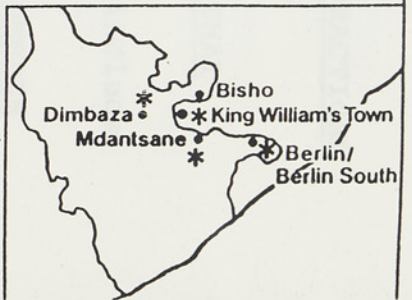 Bisho
Dimbaza
King William's Town
Mdantsane
Berlin/
Berlin South